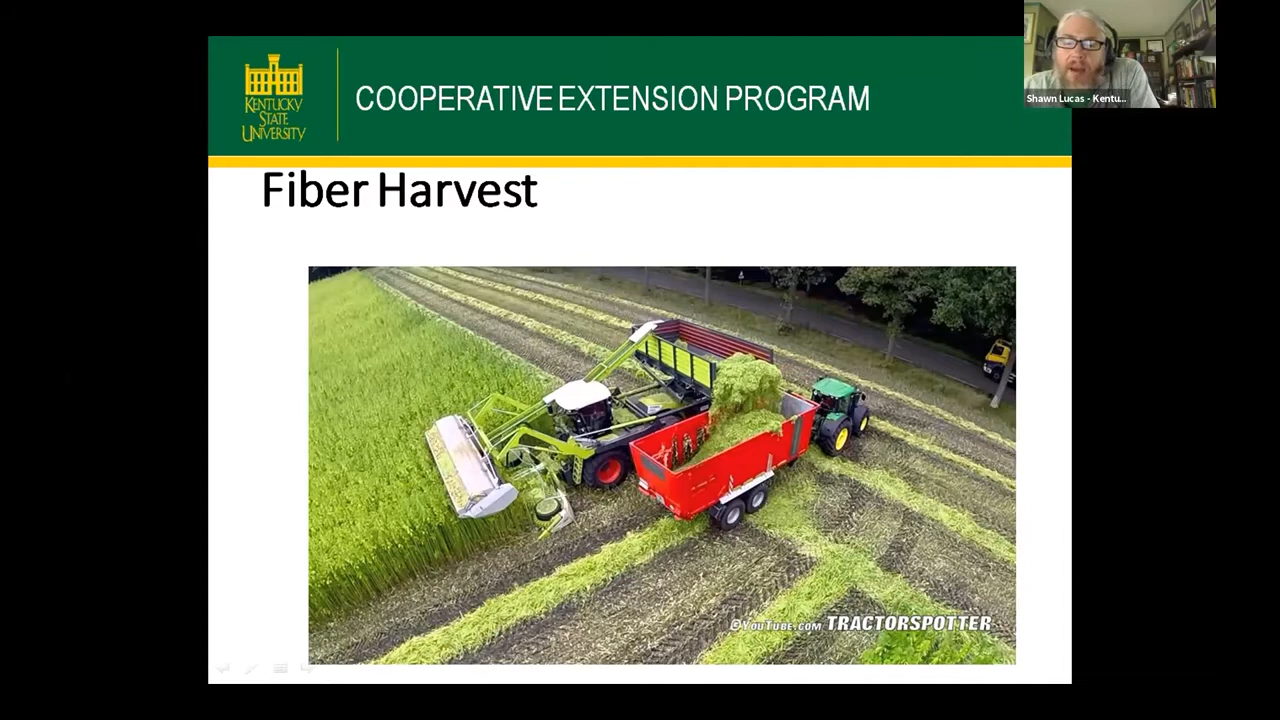 KENTUCKY
STATE
UNIVERSITY
COOPERATIVE EXTENSION PROGRAM
Shawn Lucas - Kentu...
Fiber Harvest
©YouTube.com TRACTORSPOTTER